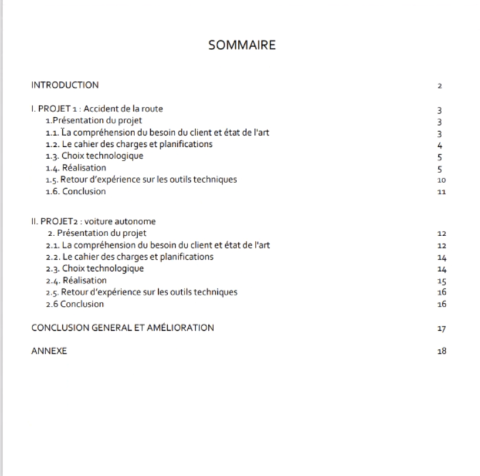 SOMMAIRE
INTRODUCTION 2
I. PROJET 1 : Accident de la route 3
1.Présentation du projet 3
1.1. La compréhension du besoin du client et état de l'art 3
1.2. Le cahier des charges et planifications 4
1.3. Choix technologique 5
1.4. Réalisation 5
1.5. Retour d'expérience sur les outils techniques 10
1.6. Conclusion 11
II. PROJET2 : voiture autonome
2. Présentation du projet 12
2.1. La compréhension du besoin du client et état de l'art 12
2.2. Le cahier des charges et planifications 14
2.3. Choix technologique 14
2.4. Réalisation 15
2.5. Retour d'expérience sur les outils techniques 16
2.6 Conclusion 16
CONCLUSION GENERAL ET AMÉLIORATION 17
ANNEXE 18